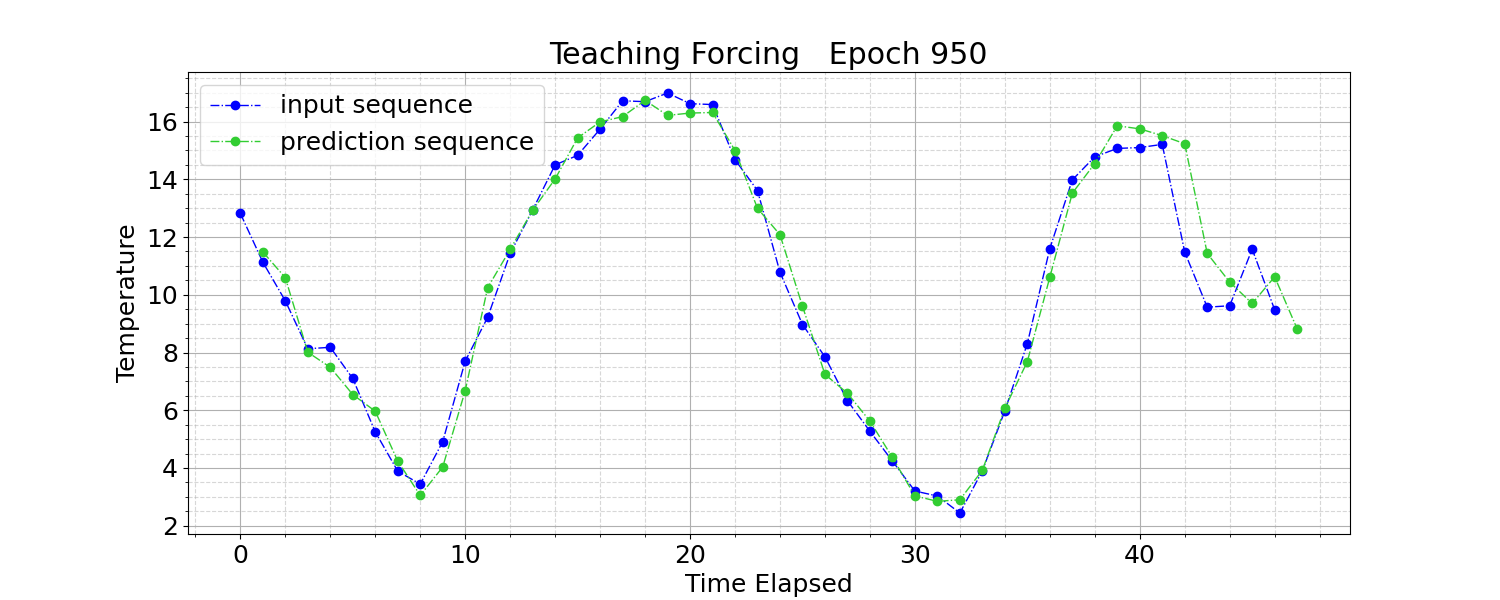 Teaching Forcing   Epoch 950
input sequence
prediction sequence
Temperature
16
14
12
10
8
6
4
2
0 10 20 30 40
Time Elapsed